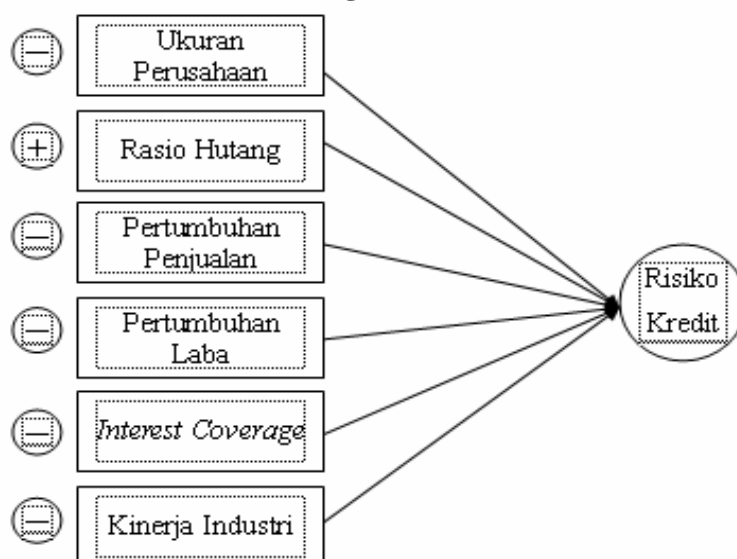 —
Ukuran
Perusahaan
+
Rasio Hutang
—
Pertumbuhan
Penjualan
—
Pertumbuhan
Laba
—
Interest Coverage
—
Kinerja Industri
Risiko
Kredit